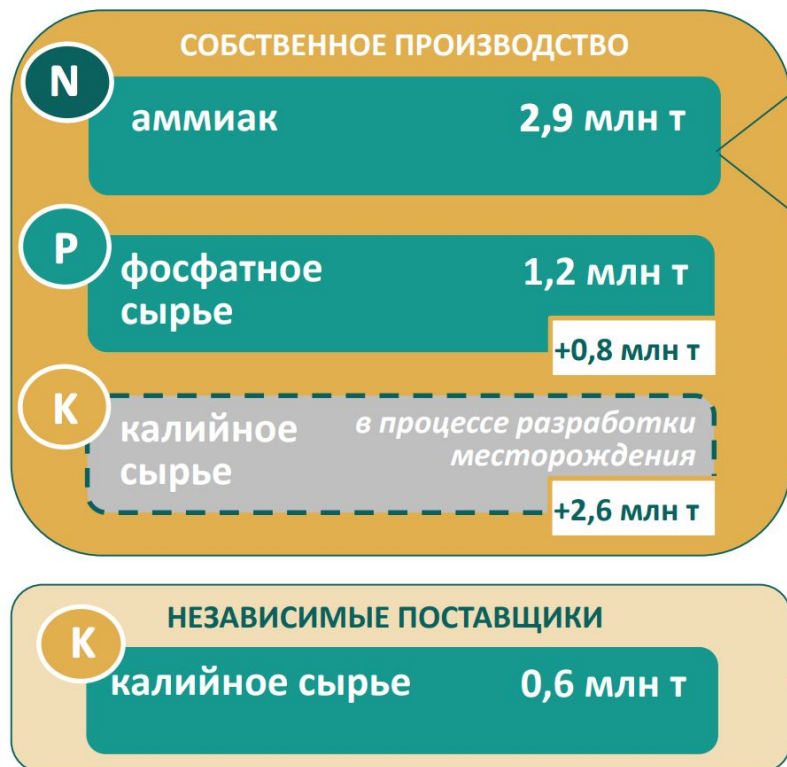 СОБСТВЕННОЕ ПРОИЗВОДСТВО
N
аммиак 2,9 млн т
P
фосфатное 1,2 млн т
сырье
+0,8 млн т
K
калийное в процессе разработки
сырье месторождения
+2,6 млн т
НЕЗАВИСИМЫЕ ПОСТАВЩИКИ
K
калийное сырье 0,6 млн т